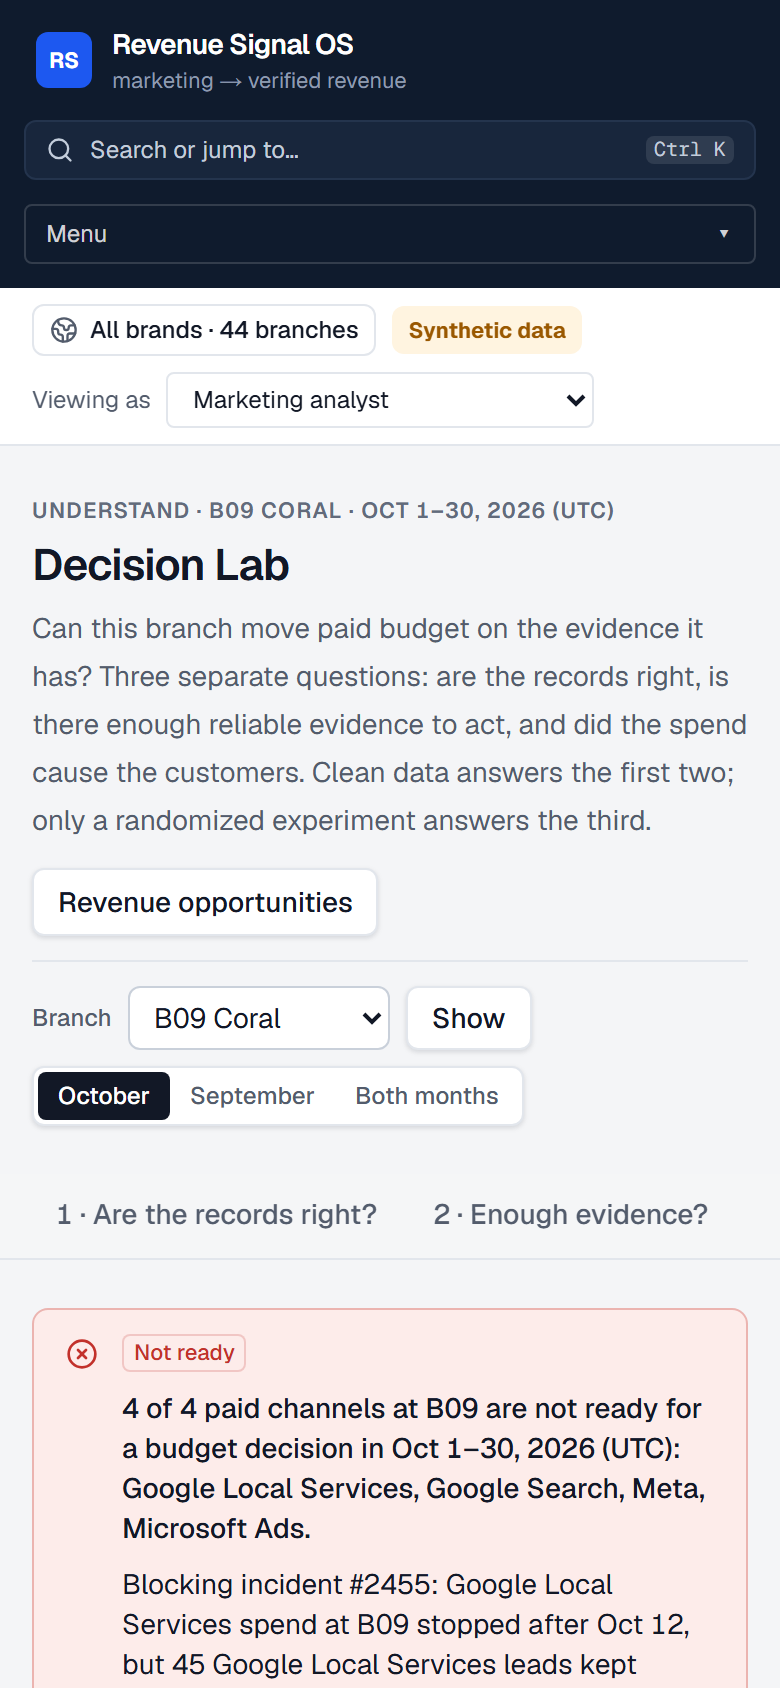 RS
Revenue Signal OS
marketing → verified revenue
Search or jump to...
Ctrl K
Menu
All brands · 44 branches
Synthetic data
Viewing as
Marketing analyst
UNDERSTAND · B09 CORAL · OCT 1–30, 2026 (UTC)
Decision Lab
Can this branch move paid budget on the evidence it
has? Three separate questions: are the records right, is
there enough reliable evidence to act, and did the spend
cause the customers. Clean data answers the first two;
only a randomized experiment answers the third.
Revenue opportunities
Branch
B09 Coral
Show
October
September
Both months
1 · Are the records right?
2 · Enough evidence?
Not ready
4 of 4 paid channels at B09 are not ready for
a budget decision in Oct 1–30, 2026 (UTC):
Google Local Services, Google Search, Meta,
Microsoft Ads.
Blocking incident #2455: Google Local
Services spend at B09 stopped after Oct 12,
but 45 Google Local Services leads kept